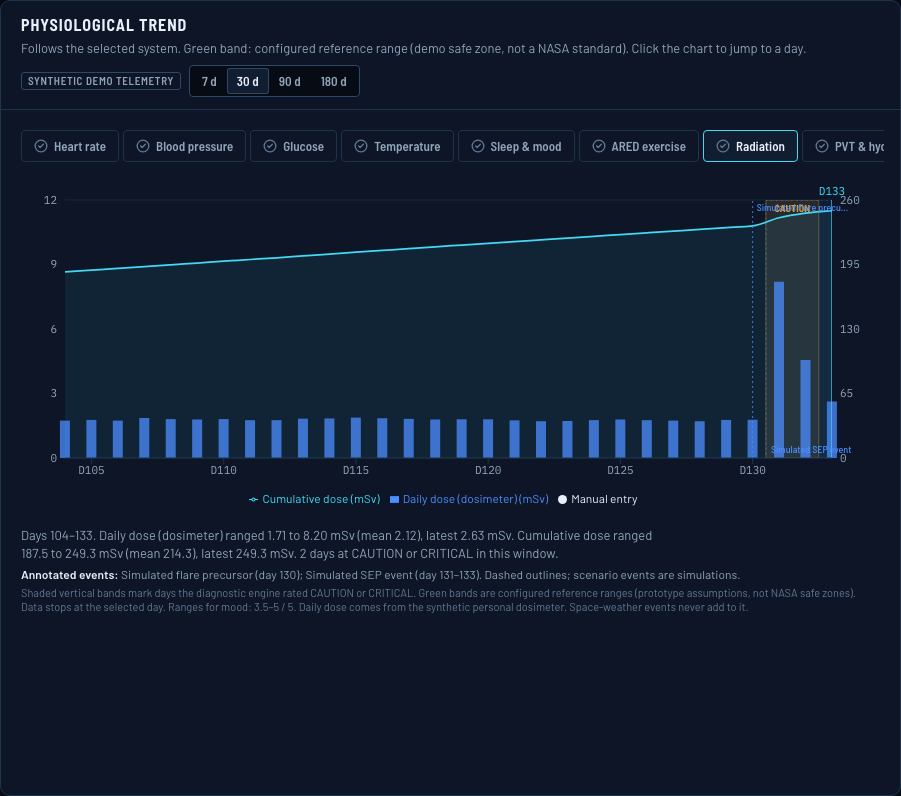 PHYSIOLOGICAL TREND
Follows the selected system. Green band: configured reference range (demo safe zone, not a NASA standard). Click the chart to jump to a day.
SYNTHETIC DEMO TELEMETRY 7 d 30 d 90 d 180 d
Heart rate Blood pressure Glucose Temperature Sleep & mood ARED exercise Radiation PVT & hyd
D133
12 260
CAUTION
9 195
6 130
3 65
Simulated SEP event
0 0
D105 D110 D115 D120 D125 D130
Cumulative dose (mSv) Daily dose (dosimeter) (mSv) Manual entry
Days 104–133. Daily dose (dosimeter) ranged 1.71 to 8.20 mSv (mean 2.12), latest 2.63 mSv. Cumulative dose ranged
187.5 to 249.3 mSv (mean 214.3), latest 249.3 mSv. 2 days at CAUTION or CRITICAL in this window.
Annotated events: Simulated flare precursor (day 130); Simulated SEP event (day 131–133). Dashed outlines; scenario events are simulations.
Shaded vertical bands mark days the diagnostic engine rated CAUTION or CRITICAL. Green bands are configured reference ranges (prototype assumptions, not NASA safe zones).
Data stops at the selected day. Ranges for mood: 3.5–5 / 5. Daily dose comes from the synthetic personal dosimeter. Space-weather events never add to it.